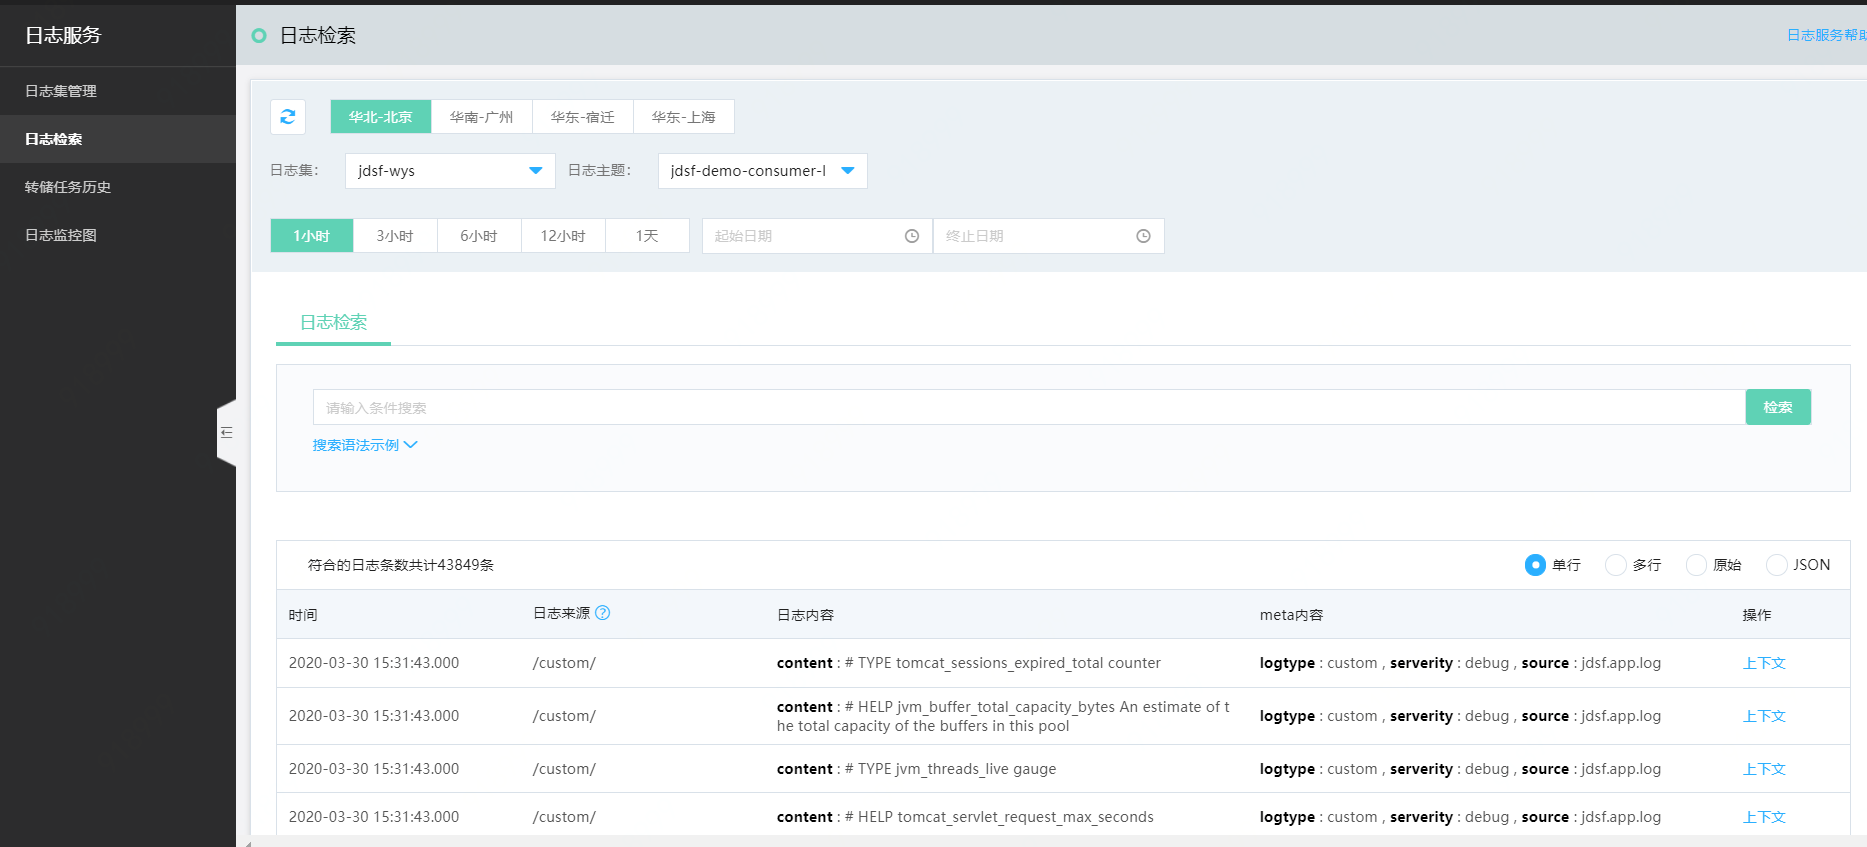 日志服务
日志集管理
日志检索
转储任务历史
日志监控图
日志检索
日志服务帮助
华北-北京 华南-广州 华东-宿迁 华东-上海
日志集： jdsf-wys 日志主题： jdsf-demo-consumer-l
1小时 3小时 6小时 12小时 1天 起始日期 终止日期
日志检索
请输入条件搜索 检索
搜索语法示例
符合的日志条数共计43849条 单行 多行 原始 JSON
时间 日志来源 ? 日志内容 meta内容 操作
2020-03-30 15:31:43.000 /custom/ content : # TYPE tomcat_sessions_expired_total counter logtype : custom , serverity : debug , source : jdsf.app.log 上下文
2020-03-30 15:31:43.000 /custom/ content : # HELP jvm_buffer_total_capacity_bytes An estimate of t
he total capacity of the buffers in this pool logtype : custom , serverity : debug , source : jdsf.app.log 上下文
2020-03-30 15:31:43.000 /custom/ content : # TYPE jvm_threads_live gauge logtype : custom , serverity : debug , source : jdsf.app.log 上下文
2020-03-30 15:31:43.000 /custom/ content : # HELP tomcat_servlet_request_max_seconds logtype : custom , serverity : debug , source : jdsf.app.log 上下文